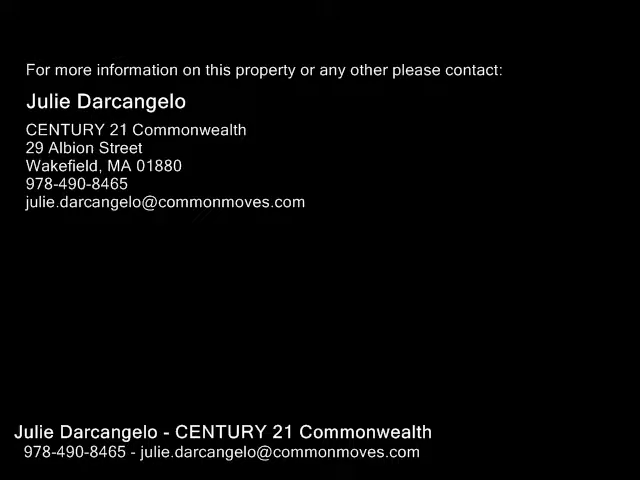 For more information on this property or any other please contact:
Julie Darcangelo
CENTURY 21 Commonwealth
29 Albion Street
Wakefield, MA 01880
978-490-8465
julie.darcangelo@commonmoves.com
Julie Darcangelo - CENTURY 21 Commonwealth
978-490-8465 - julie.darcangelo@commonmoves.com